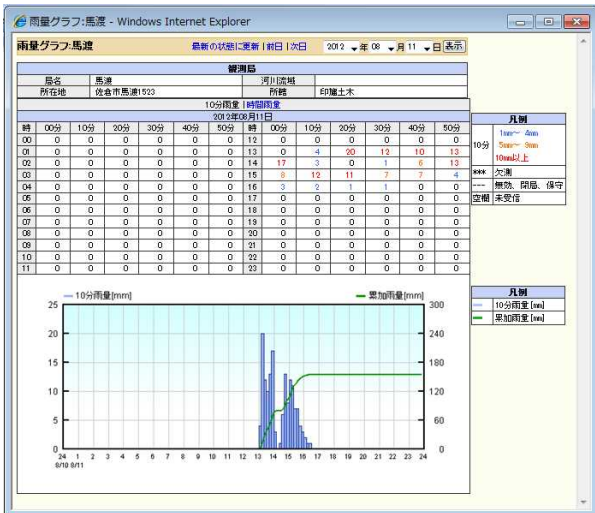 雨量グラフ:馬渡 - Windows Internet Explorer
雨量グラフ:馬渡 最新の状態に更新 | 前日 | 次日 2012 年 08 月 11 日 表示
観測局
局名 馬渡 河川流域
所在地 佐倉市馬渡1523 所轄 印旛土木
10分雨量 | 時間雨量
2012年08月11日
時 00分 10分 20分 30分 40分 50分 時 00分 10分 20分 30分 40分 50分
00 0 0 0 0 0 0 12 0 0 0 0 0 0
01 0 0 0 0 0 0 13 0 4 20 12 10 13
02 0 0 0 0 0 0 14 17 3 0 1 6 13
03 0 0 0 0 0 0 15 8 12 11 7 7 4
04 0 0 0 0 0 0 16 3 2 1 1 0 0
05 0 0 0 0 0 0 17 0 0 0 0 0 0
06 0 0 0 0 0 0 18 0 0 0 0 0 0
07 0 0 0 0 0 0 19 0 0 0 0 0 0
08 0 0 0 0 0 0 20 0 0 0 0 0 0
09 0 0 0 0 0 0 21 0 0 0 0 0 0
10 0 0 0 0 0 0 22 0 0 0 0 0 0
11 0 0 0 0 0 0 23 0 0 0 0 0 0
凡例
10分 1mm～ 4mm
5mm～ 9mm
10mm以上
*** 欠測
--- 無効、閉局、保守
空欄 未受信
10分雨量[mm] 累加雨量[mm]
25 300
20 240
15 180
10 120
5 60
0 0
24 1 2 3 4 5 6 7 8 9 10 11 12 13 14 15 16 17 18 19 20 21 22 23 24
8/10 8/11
凡例
10分雨量[mm]
累加雨量[mm]